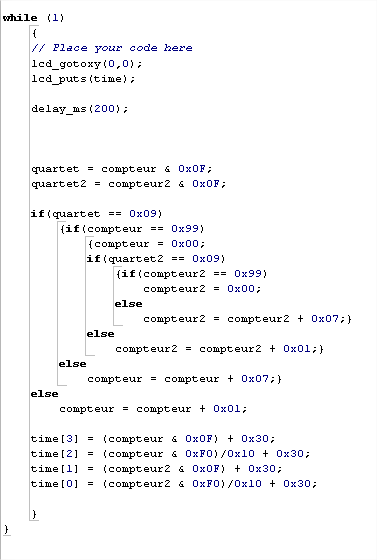 while (1)
{
// Place your code here
lcd_gotoxy(0,0);
lcd_puts(time);
delay_ms(200);
quartet = compteur & 0x0F;
quartet2 = compteur2 & 0x0F;
if(quartet == 0x09)
{if(compteur == 0x99)
{compteur = 0x00;
if(quartet2 == 0x09)
{if(compteur2 == 0x99)
compteur2 = 0x00;
else
compteur2 = compteur2 + 0x07;}
else
compteur2 = compteur2 + 0x01;}
else
compteur = compteur + 0x07;}
else
compteur = compteur + 0x01;
time[3] = (compteur & 0x0F) + 0x30;
time[2] = (compteur & 0xF0)/0x10 + 0x30;
time[1] = (compteur2 & 0x0F) + 0x30;
time[0] = (compteur2 & 0xF0)/0x10 + 0x30;
}
}